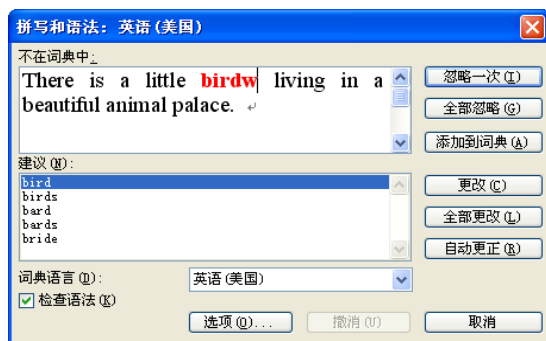 拼写和语法: 英语(美国)
不在词典中:
There is a little birdw living in a
beautiful animal palace. ↵
忽略一次(I)
全部忽略(G)
添加到词典(A)
建议(N):
bird
birds
bard
bards
bride
更改(C)
全部更改(L)
自动更正(R)
词典语言(D):
英语(美国)
检查语法(K)
选项(O)...
撤消(U)
取消